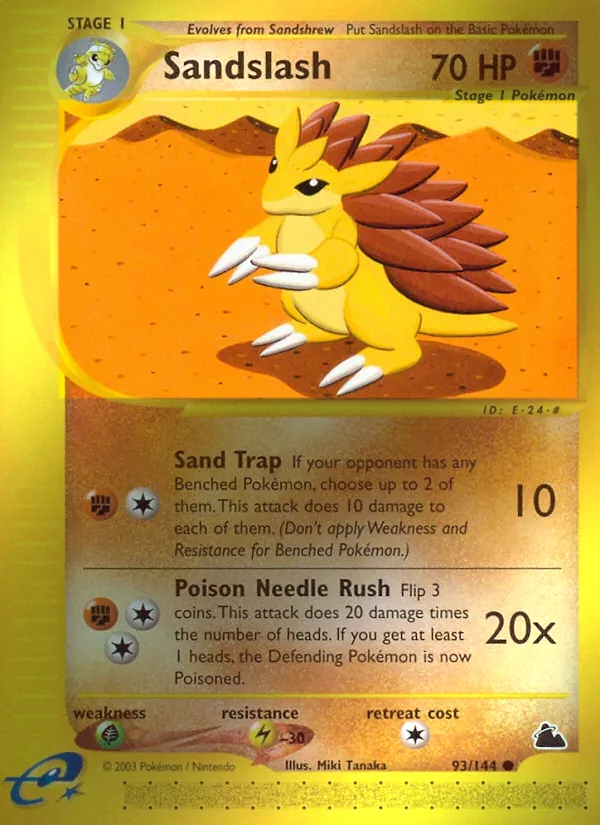 STAGE 1
Evolves from Sandshrew Put Sandslash on the Basic Pokémon
Sandslash 70 HP
Stage 1 Pokémon
ID: E-24-#
Sand Trap If your opponent has any
Benched Pokémon, choose up to 2 of
them. This attack does 10 damage to
each of them. (Don't apply Weakness and
Resistance for Benched Pokémon.)
10
Poison Needle Rush Flip 3
coins. This attack does 20 damage times
the number of heads. If you get at least
1 heads, the Defending Pokémon is now
Poisoned.
20x
weakness resistance retreat cost
-30
© 2003 Pokémon / Nintendo Illus. Miki Tanaka 93/144
e